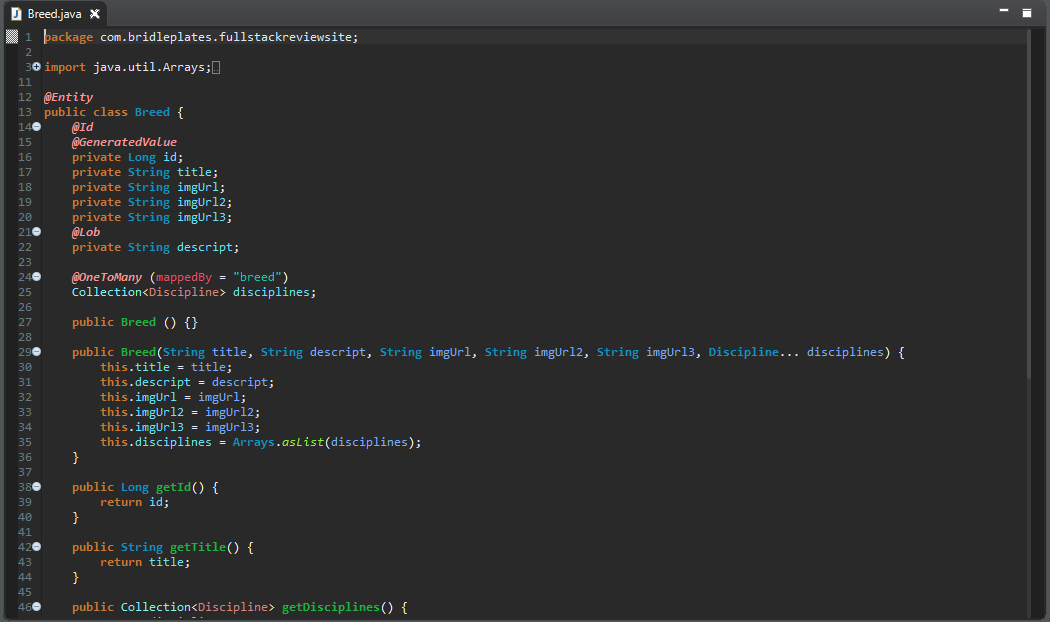 Breed.java
1 package com.bridleplates.fullstackreviewsite;
2
3 import java.util.Arrays;
11
12 @Entity
13 public class Breed {
14 @Id
15 @GeneratedValue
16 private Long id;
17 private String title;
18 private String imgUrl;
19 private String imgUrl2;
20 private String imgUrl3;
21 @Lob
22 private String descript;
23
24 @OneToMany (mappedBy = "breed")
25 Collection<Discipline> disciplines;
26
27 public Breed () {}
28
29 public Breed(String title, String descript, String imgUrl, String imgUrl2, String imgUrl3, Discipline... disciplines) {
30 this.title = title;
31 this.descript = descript;
32 this.imgUrl = imgUrl;
33 this.imgUrl2 = imgUrl2;
34 this.imgUrl3 = imgUrl3;
35 this.disciplines = Arrays.asList(disciplines);
36 }
37
38 public Long getId() {
39 return id;
40 }
41
42 public String getTitle() {
43 return title;
44 }
45
46 public Collection<Discipline> getDisciplines() {